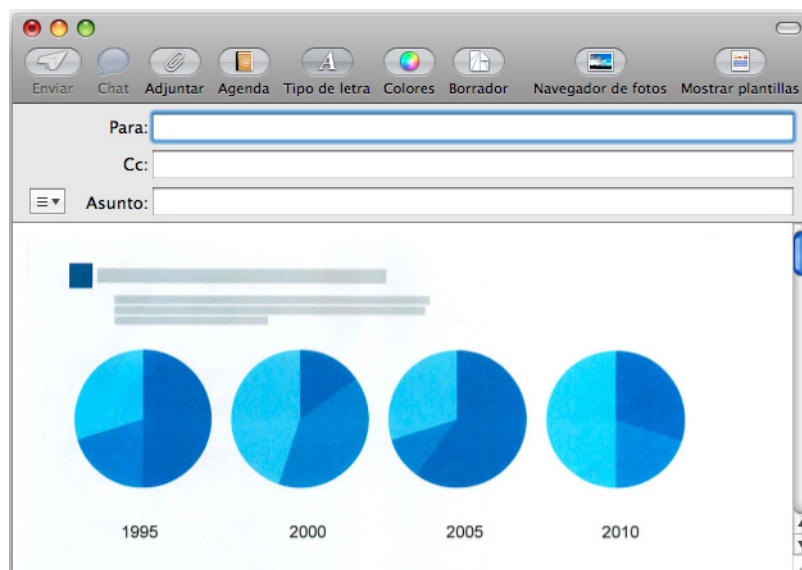 Enviar Chat Adjuntar Agenda Tipo de letra Colores Borrador Navegador de fotos Mostrar plantillas
Para:
Cc:
Asunto:
1995 2000 2005 2010